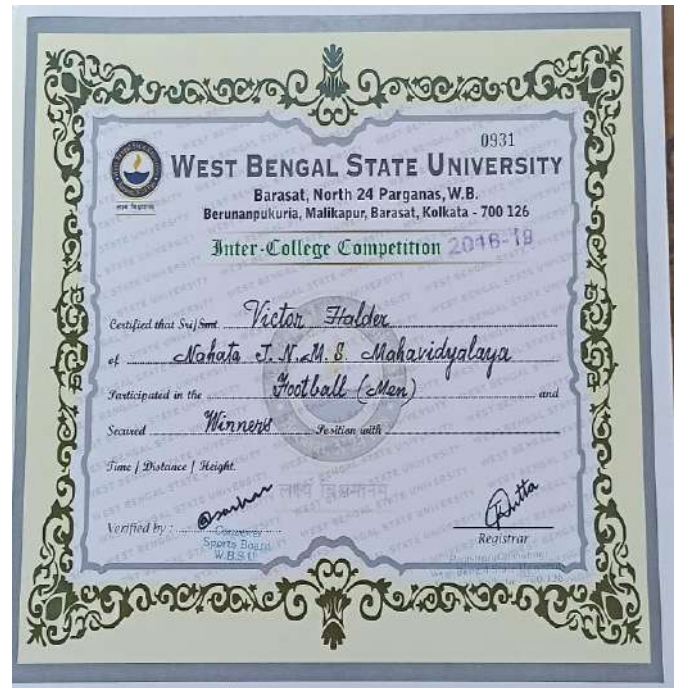 0931
WEST BENGAL STATE UNIVERSITY
Barasat, North 24 Parganas, W.B.
Berunanpukuria, Malikapur, Barasat, Kolkata - 700 126
Inter-College Competition 2018-19
Certified that Sri/Smt. Victor Halder
of Nahata J. N. M. S. Mahavidyalaya
Participated in the Football (Men) and
Secured Winners Position with
Time / Distance / Height.
Verified by :
Convener
Sports Board
W.B.S.U
Registrar